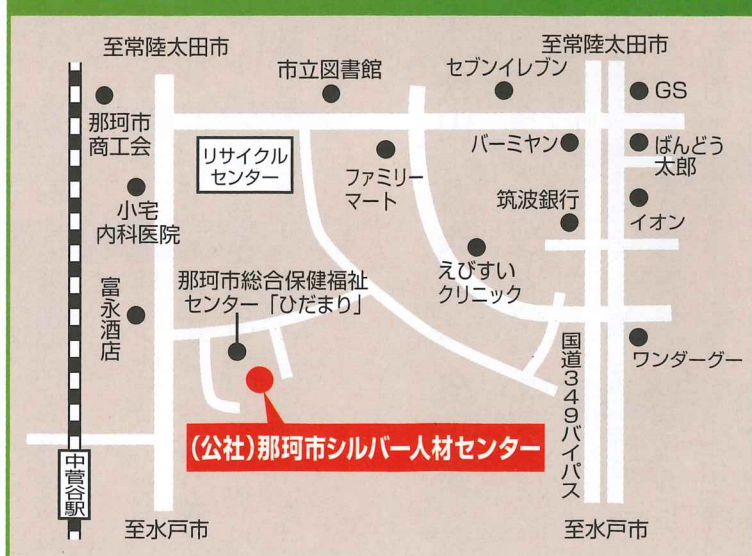 至常陸太田市
至常陸太田市
市立図書館
セブンイレブン
GS
那珂市
商工会
リサイクル
センター
ファミリー
マート
バーミヤン
ばんどう
太郎
小宅
内科医院
筑波銀行
イオン
那珂市総合保健福祉
センター「ひだまり」
えびすい
クリニック
富永酒店
国道349バイパス
ワンダーグー
(公社)那珂市シルバー人材センター
中菅谷駅
至水戸市
至水戸市